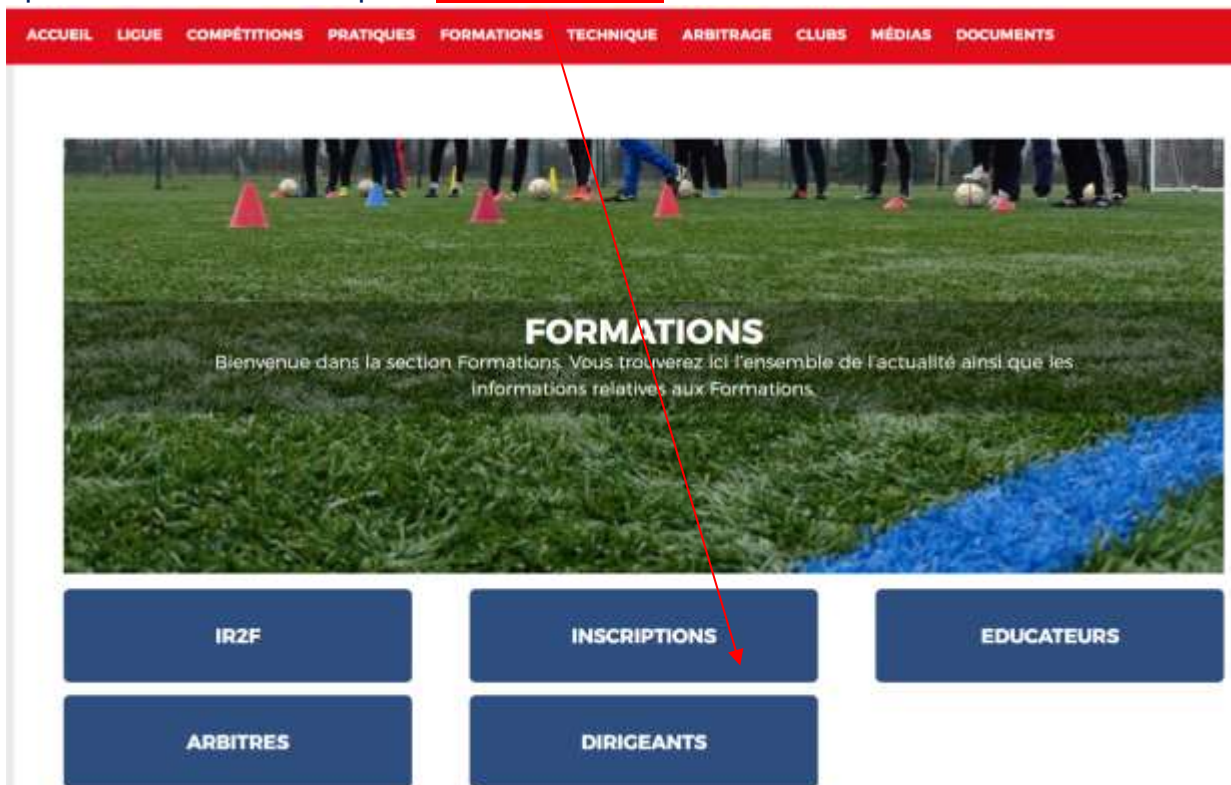 ACCUEIL LIGUE COMPÉTITIONS PRATIQUES FORMATIONS TECHNIQUE ARBITRAGE CLUBS MÉDIAS DOCUMENTS
FORMATIONS
Bienvenue dans la section Formations. Vous trouverez ici l'ensemble de l'actualité ainsi que les
informations relatives aux Formations.
IR2F INSCRIPTIONS EDUCATEURS
ARBITRES DIRIGEANTS